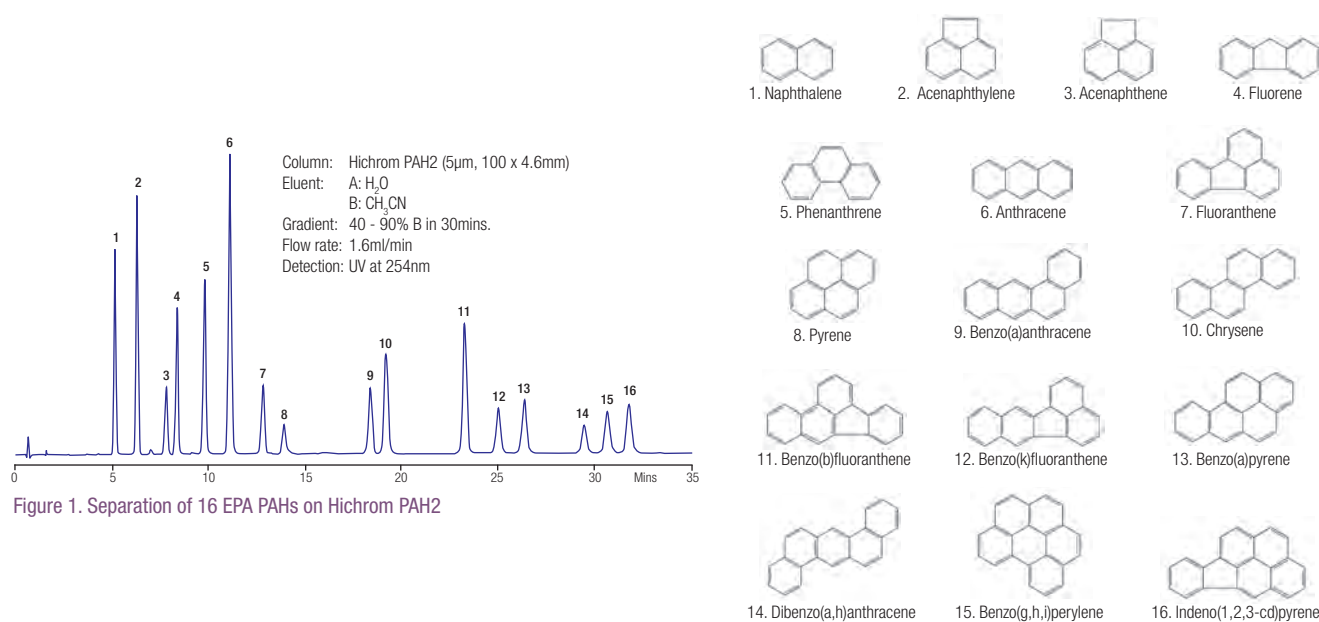 1
2
3
4
5
6
7
8
9
10
11
12
13
14
15
16
Column: Hichrom PAH2 (5µm, 100 x 4.6mm)
Eluent: A: H2O
B: CH3CN
Gradient: 40 - 90% B in 30mins.
Flow rate: 1.6ml/min
Detection: UV at 254nm
0 5 10 15 20 25 30 Mins 35
Figure 1. Separation of 16 EPA PAHs on Hichrom PAH2
1. Naphthalene
2. Acenaphthylene
3. Acenaphthene
4. Fluorene
5. Phenanthrene
6. Anthracene
7. Fluoranthene
8. Pyrene
9. Benzo(a)anthracene
10. Chrysene
11. Benzo(b)fluoranthene
12. Benzo(k)fluoranthene
13. Benzo(a)pyrene
14. Dibenzo(a,h)anthracene
15. Benzo(g,h,i)perylene
16. Indeno(1,2,3-cd)pyrene